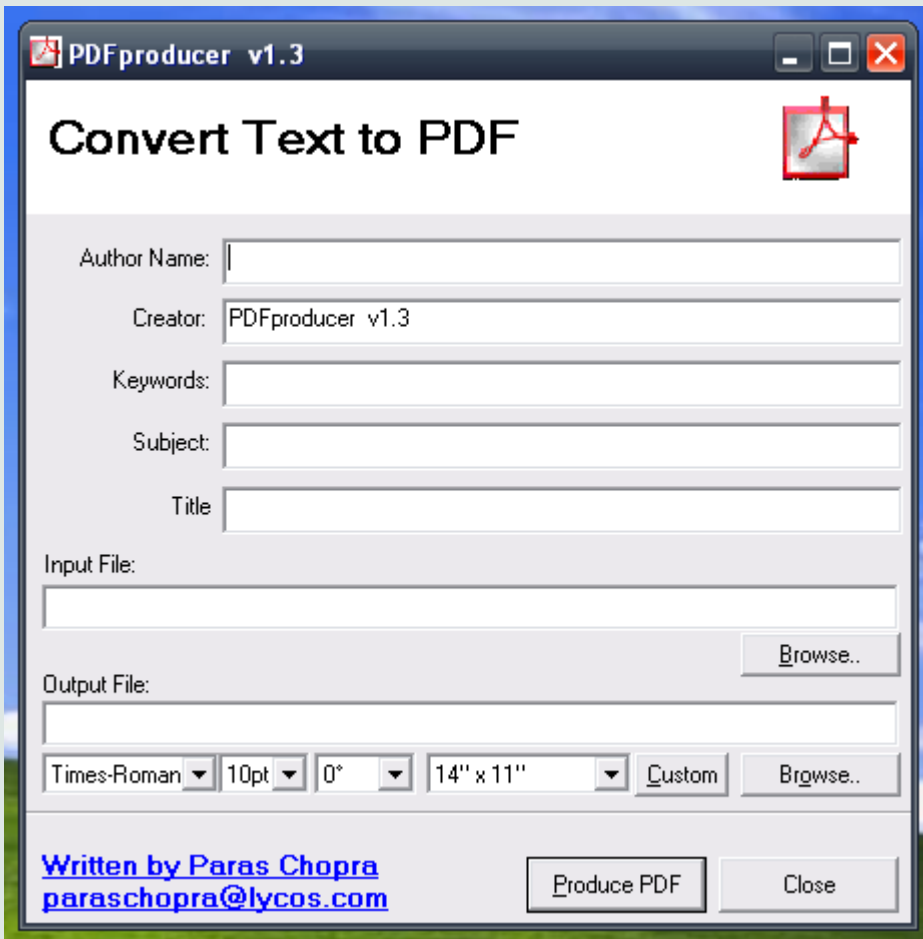 PDFproducer v1.3
Convert Text to PDF
Author Name:
Creator: PDFproducer v1.3
Keywords:
Subject:
Title
Input File:
Browse..
Output File:
Times-Roman 10pt 0° 14" x 11" Custom Browse..
Written by Paras Chopra
paraschopra@lycos.com
Produce PDF Close